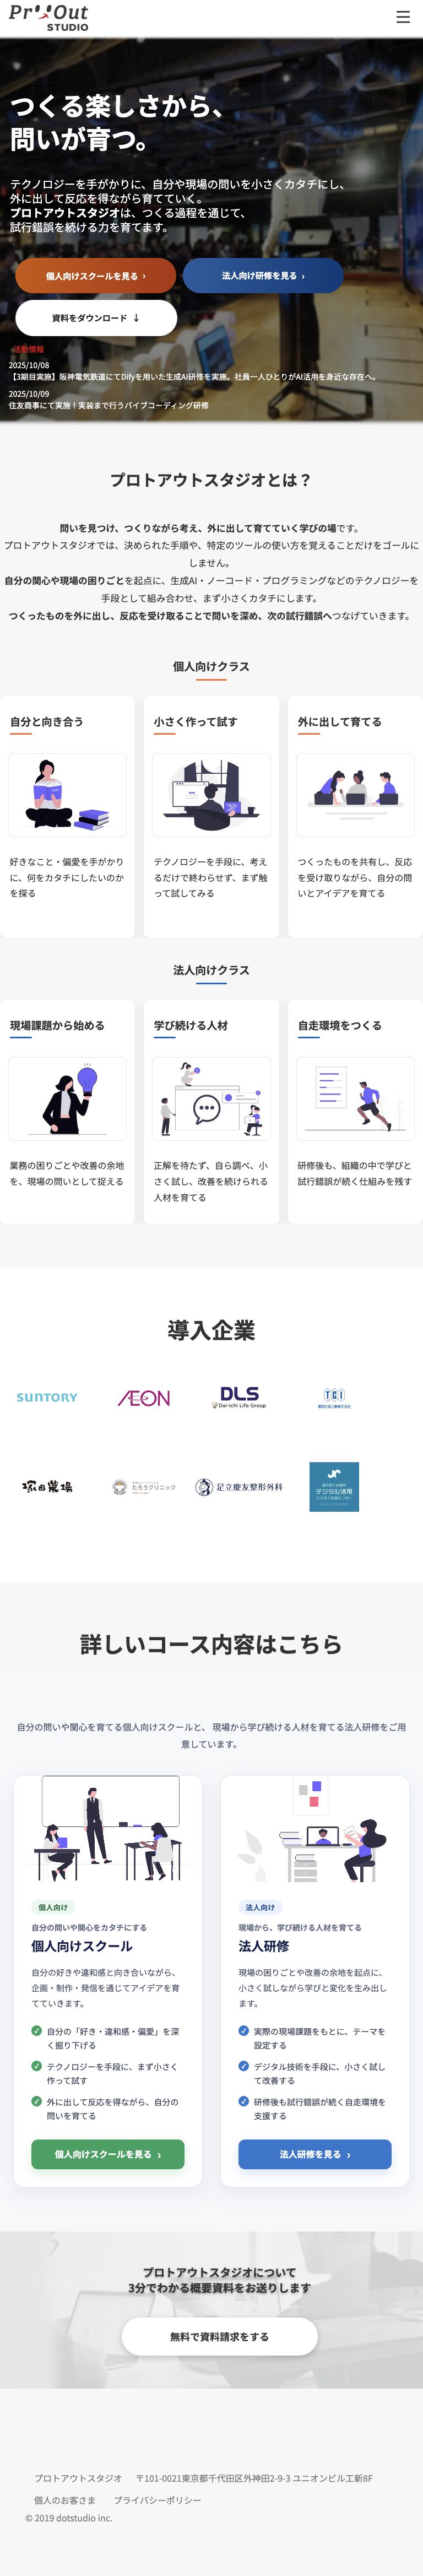 Pr Out
STUDIO
つくる楽しさから、
問いが育つ。
テクノロジーを手がかりに、自分や現場の問いを小さくカタチにし、
外に出して反応を得ながら育てていく。
プロトアウトスタジオは、つくる過程を通じて、
試行錯誤を続ける力を育てます。
個人向けスクールを見る ›
法人向け研修を見る ›
資料をダウンロード ↓
活動情報
2025/10/08
【3期目実施】阪神電気鉄道にてDifyを用いた生成AI研修を実施。社員一人ひとりがAI活用を身近な存在へ。
2025/10/09
住友商事にて実施！実装まで行うバイブコーディング研修
プロトアウトスタジオとは？
問いを見つけ、つくりながら考え、外に出して育てていく学びの場です。
プロトアウトスタジオでは、決められた手順や、特定のツールの使い方を覚えることだけをゴールに
しません。
自分の関心や現場の困りごとを起点に、生成AI・ノーコード・プログラミングなどのテクノロジーを
手段として組み合わせ、まず小さくカタチにします。
つくったものを外に出し、反応を受け取ることで問いを深め、次の試行錯誤へつなげていきます。
個人向けクラス
自分と向き合う
好きなこと・偏愛を手がかり
に、何をカタチにしたいのか
を探る
小さく作って試す
テクノロジーを手段に、考え
るだけで終わらせず、まず触
って試してみる
外に出して育てる
つくったものを共有し、反応
を受け取りながら、自分の問
いとアイデアを育てる
法人向けクラス
現場課題から始める
業務の困りごとや改善の余地
を、現場の問いとして捉える
学び続ける人材
正解を待たず、自ら調べ、小
さく試し、改善を続けられる
人材を育てる
自走環境をつくる
研修後も、組織の中で学びと
試行錯誤が続く仕組みを残す
導入企業
SUNTORY
ÆON
DLS
Dai-ichi Life Group
TGI
東京石灰工業株式会社
塚田農場
たろうクリニック
足立慶友整形外科
デジタル活用
詳しいコース内容はこちら
自分の問いや関心を育てる個人向けスクールと、 現場から学び続ける人材を育てる法人研修をご用
意しています。
個人向け
自分の問いや関心をカタチにする
個人向けスクール
自分の好きや違和感と向き合いながら、
企画・制作・発信を通じてアイデアを育
てていきます。
自分の「好き・違和感・偏愛」を深
く掘り下げる
テクノロジーを手段に、まず小さく
作って試す
外に出して反応を得ながら、自分の
問いを育てる
個人向けスクールを見る ›
法人向け
現場から、学び続ける人材を育てる
法人研修
現場の困りごとや改善の余地を起点に、
小さく試しながら学びと変化を生み出し
ます。
実際の現場課題をもとに、テーマを
設定する
デジタル技術を手段に、小さく試し
て改善する
研修後も試行錯誤が続く自走環境を
支援する
法人研修を見る ›
プロトアウトスタジオについて
3分でわかる概要資料をお送りします
無料で資料請求をする
プロトアウトスタジオ 〒101-0021東京都千代田区外神田2-9-3 ユニオンビル工新8F
個人のお客さま プライバシーポリシー
© 2019 dotstudio inc.